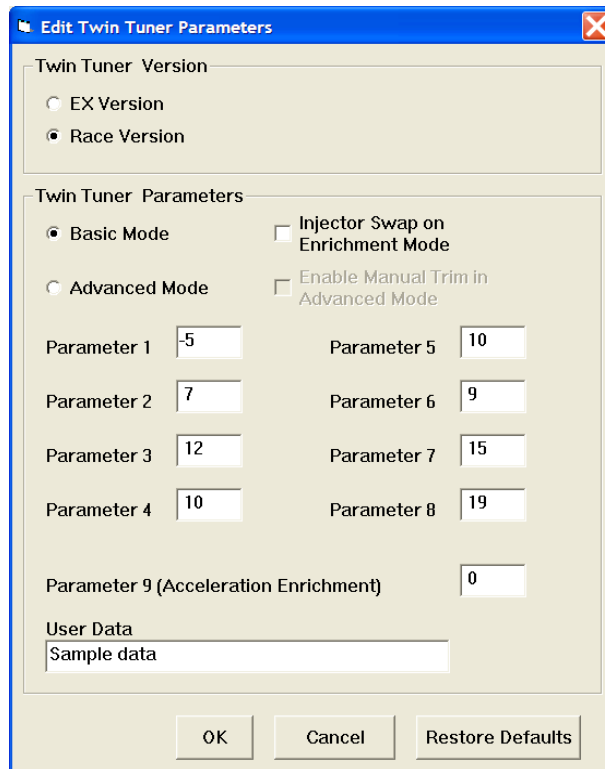 Edit Twin Tuner Parameters
Twin Tuner Version
EX Version
Race Version
Twin Tuner Parameters
Basic Mode
Injector Swap on
Enrichment Mode
Advanced Mode
Enable Manual Trim in
Advanced Mode
Parameter 1 -5
Parameter 5 10
Parameter 2 7
Parameter 6 9
Parameter 3 12
Parameter 7 15
Parameter 4 10
Parameter 8 19
Parameter 9 (Acceleration Enrichment) 0
User Data
Sample data
OK
Cancel
Restore Defaults